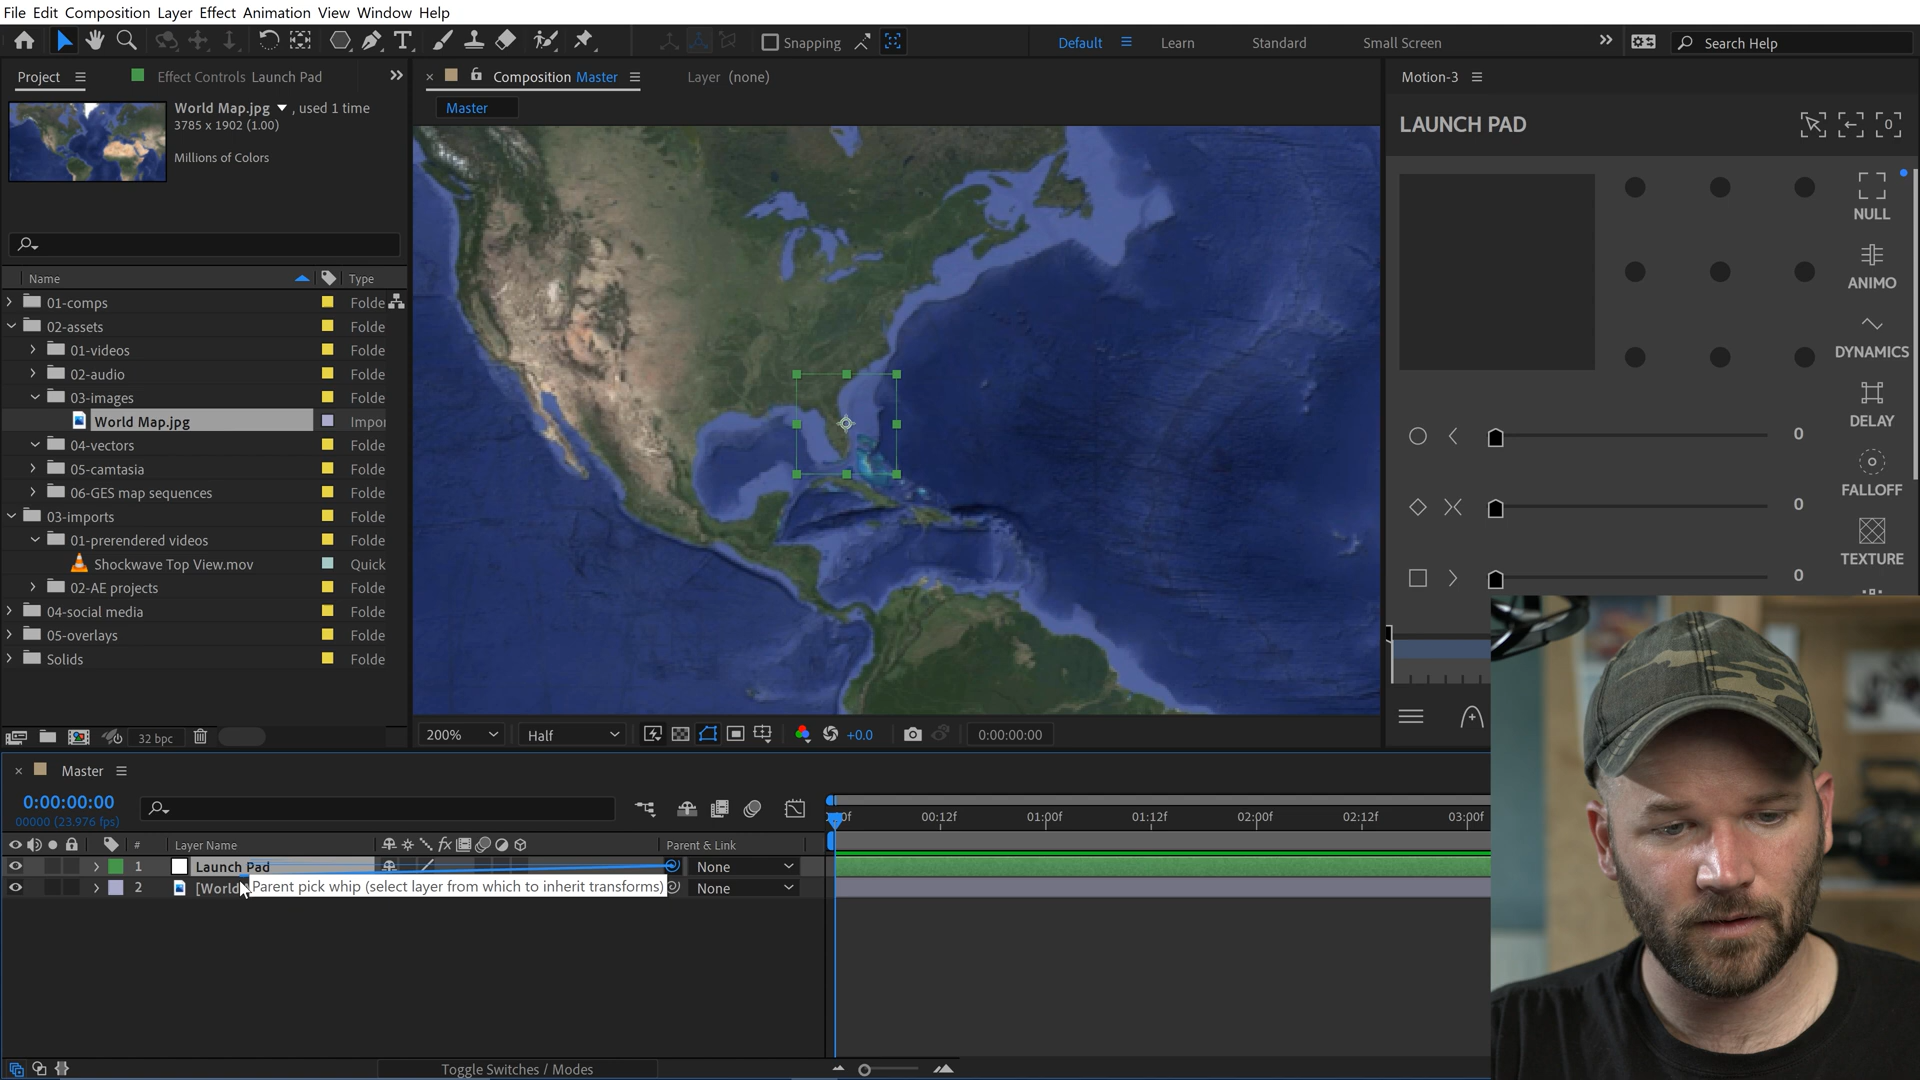 File Edit Composition Layer Effect Animation View Window Help
Snapping
Default
Learn
Standard
Small Screen
Search Help
Project
Effect Controls Launch Pad
Composition Master
Layer (none)
Motion-3
World Map.jpg , used 1 time
3785 x 1902 (1.00)
Millions of Colors
Master
LAUNCH PAD
NULL
ANIMO
DYNAMICS
DELAY
FALLOFF
TEXTURE
0
0
0
Name
Type
01-comps
Folde
02-assets
Folde
01-videos
Folde
02-audio
Folde
03-images
Folde
World Map.jpg
Impor
04-vectors
Folde
05-camtasia
Folde
06-GES map sequences
Folde
03-imports
Folde
01-prerendered videos
Folde
Shockwave Top View.mov
Quick
02-AE projects
Folde
04-social media
Folde
05-overlays
Folde
Solids
Folde
32 bpc
200%
Half
+0.0
0:00:00:00
Master
0:00:00:00
00000 (23.976 fps)
00:12f
01:00f
01:12f
02:00f
02:12f
03:00f
# Layer Name
Parent & Link
1 Launch Pad
None
2 [World
None
Parent pick whip (select layer from which to inherit transforms)
Toggle Switches / Modes